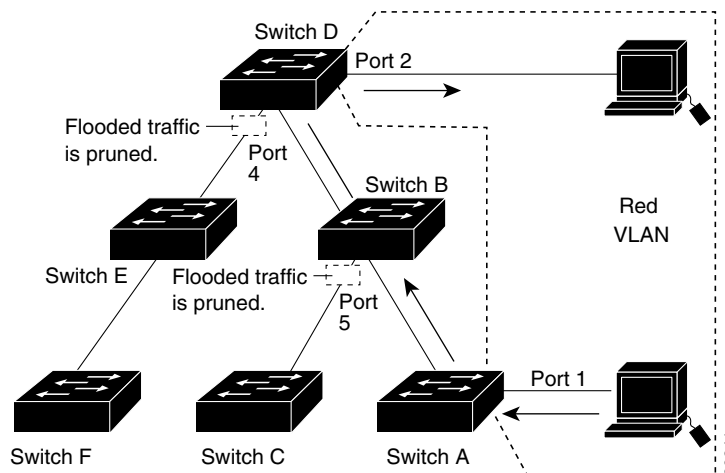 Switch D
Port 2
Flooded traffic
is pruned.
Port
4
Switch B
Red
VLAN
Switch E
Flooded traffic
is pruned.
Port
5
Port 1
Switch F
Switch C
Switch A